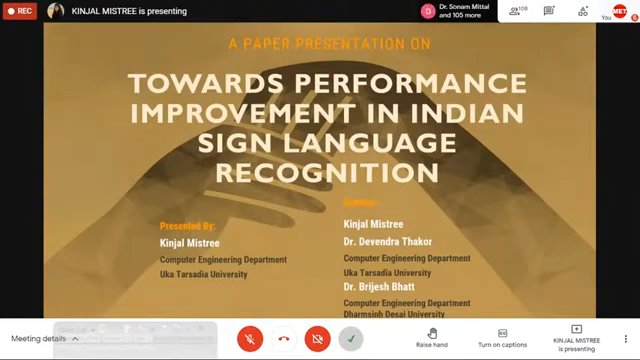 REC
KINJAL MISTREE is presenting
Dr. Sonam Mittal
and 105 more
106
You
MET
A PAPER PRESENTATION ON
TOWARDS PERFORMANCE
IMPROVEMENT IN INDIAN
SIGN LANGUAGE
RECOGNITION
Presented By:
Kinjal Mistree
Computer Engineering Department
Uka Tarsadia University
Kinjal Mistree
Dr. Devendra Thakor
Computer Engineering Department
Uka Tarsadia University
Dr. Brijesh Bhatt
Computer Engineering Department
Dharmsinh Desai University
Meeting details
Raise hand
Turn on captions
KINJAL MISTREE
is presenting